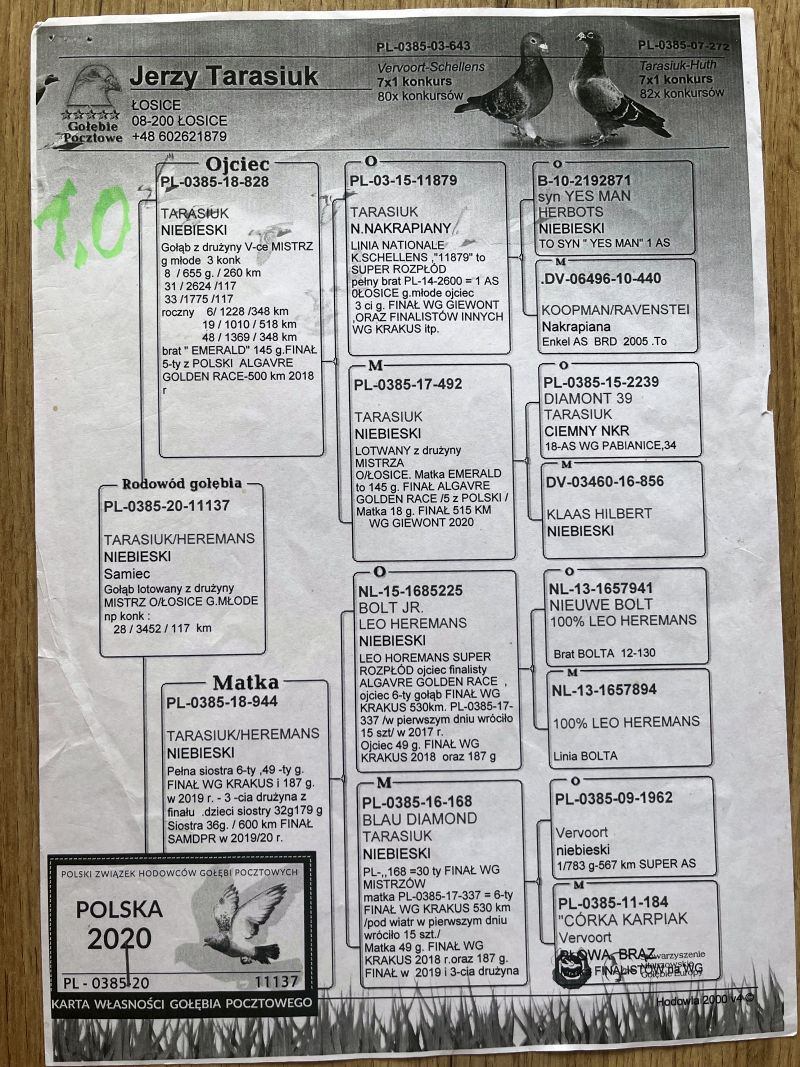 PL-0385-03-643
Vervoort-Schellens
7x1 konkurs
80x konkursów
PL-0385-07-272
Tarasiuk-Huth
7x1 konkurs
82x konkursów
Jerzy Tarasiuk
ŁOSICE
08-200 ŁOSICE
+48 602621879
Gołębie
Pocztowe
1,0
Ojciec
PL-0385-18-828
TARASIUK
NIEBIESKI
Gołąb z drużyny V-ce MISTRZ
g młode 3 konk
8 / 655 g. / 260 km
31 / 2624 /117
33 /1775 /117
roczny 6/ 1228 /348 km
19 / 1010 / 518 km
48 / 1369 / 348 km
brat " EMERALD" 145 g.FINAŁ
5-ty z POLSKI ALGAVRE
GOLDEN RACE-500 km 2018
r
O
PL-03-15-11879
TARASIUK
N.NAKRAPIANY
LINIA NATIONALE
K.SCHELLENS ,"11879" to
SUPER ROZPŁÓD
pełny brat PL-14-2600 = 1 AS
0ŁOSICE g.młode ojciec
3 ci g. FINAŁ WG GIEWONT
,ORAZ FINALISTÓW INNYCH
WG KRAKUS itp.
O
B-10-2192871
syn YES MAN
HERBOTS
NIEBIESKI
TO SYN " YES MAN" 1 AS
M
.DV-06496-10-440
KOOPMAN/RAVENSTEI
Nakrapiana
Enkel AS BRD 2005 .To
M
PL-0385-17-492
TARASIUK
NIEBIESKI
LOTWANY z drużyny
MISTRZA
O/ŁOSICE. Matka EMERALD
to 145 g. FINAŁ ALGAVRE
GOLDEN RACE /5 z POLSKI /
Matka 18 g. FINAŁ 515 KM
WG GIEWONT 2020
O
PL-0385-15-2239
DIAMONT 39
TARASIUK
CIEMNY NKR
18-AS WG PABIANICE,34
M
DV-03460-16-856
KLAAS HILBERT
NIEBIESKI
Rodowód gołębia
PL-0385-20-11137
TARASIUK/HEREMANS
NIEBIESKI
Samiec
Gołąb lotowany z drużyny
MISTRZ O/ŁOSICE G.MŁODE
np konk :
28 / 3452 / 117 km
Matka
PL-0385-18-944
TARASIUK/HEREMANS
NIEBIESKI
Pełna siostra 6-ty ,49 -ty g.
FINAŁ WG KRAKUS i 187 g.
w 2019 r. - 3 -cia drużyna z
finału .dzieci siostry 32g179 g
Siostra 36g. / 600 km FINAŁ
SAMDPR w 2019/20 r.
O
NL-15-1685225
BOLT JR.
LEO HEREMANS
NIEBIESKI
LEO HOREMANS SUPER
ROZPŁÓD ojciec finalisty
ALGAVRE GOLDEN RACE ,
ojciec 6-ty gołąb FINAŁ WG
KRAKUS 530km. PL-0385-17-
337 /w pierwszym dniu wróciło
15 szt/ w 2017 r.
Ojciec 49 g. FINAŁ WG
KRAKUS 2018 oraz 187 g
O
NL-13-1657941
NIEUWE BOLT
100% LEO HEREMANS
Brat BOLTA 12-130
M
NL-13-1657894
100% LEO HEREMANS
Linia BOLTA
M
PL-0385-16-168
BLAU DIAMOND
TARASIUK
NIEBIESKI
PL-,,168 =30 ty FINAŁ WG
MISTRZÓW
matka PL-0385-17-337 = 6-ty
FINAŁ WG KRAKUS 530 km
/pod wiatr w pierwszym dniu
wróciło 15 szt./
Matka 49 g. FINAŁ WG
KRAKUS 2018 r.oraz 187 g.
FINAŁ w 2019 i 3-cia drużyna
O
PL-0385-09-1962
Vervoort
niebieski
1/783 g-567 km SUPER AS
M
PL-0385-11-184
"CÓRKA KARPIAK
Vervoort
PŁOWA BRĄZ
FINALISTÓW na WG
Gołębie Europy
POLSKI ZWIĄZEK HODOWCÓW GOŁĘBI POCZTOWYCH
POLSKA
2020
PL - 0385-20
11137
KARTA WŁASNOŚCI GOŁĘBIA POCZTOWEGO
Hodowla 2000 v4 ©